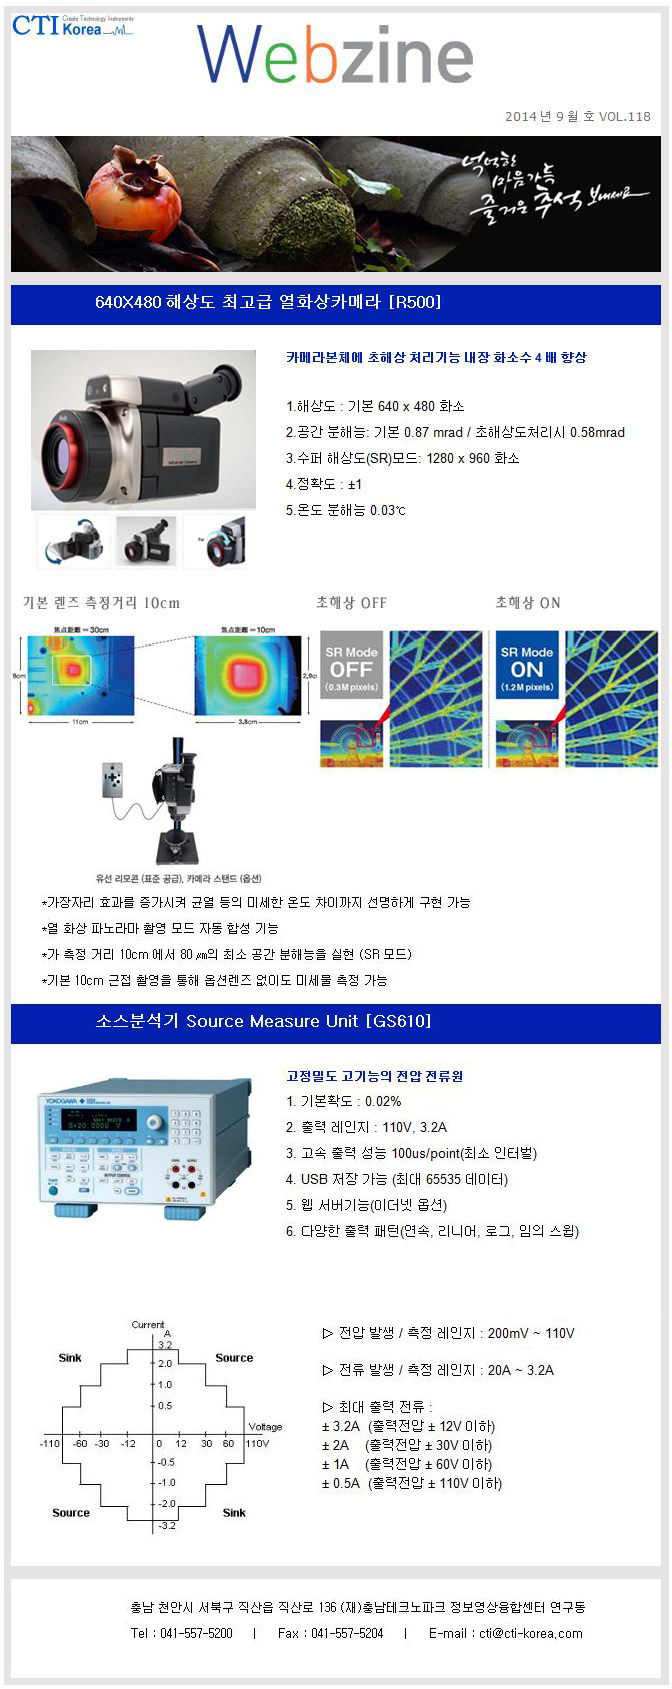 CTI Create Technology Instruments
Korea
Webzine
2014 년 9 월 호 VOL.118
넉넉한
마음가득
즐거운 추석 보내세요
640X480 해상도 최고급 열화상카메라 [R500]
카메라본체에 초해상 처리기능 내장 화소수 4 배 향상
1.해상도 : 기본 640 x 480 화소
2.공간 분해능: 기본 0.87 mrad / 초해상도처리시 0.58mrad
3.수퍼 해상도(SR)모드: 1280 x 960 화소
4.정확도 : ±1
5.온도 분해능 0.03℃
기본 렌즈 측정거리 10cm
초해상 OFF
초해상 ON
焦点距離 = 30cm
焦点距離 = 10cm
11cm
3.8cm
SR Mode
OFF
(0.3M pixels)
SR Mode
ON
(1.2M pixels)
유선 리모콘 (표준 공급), 카메라 스탠드 (옵션)
*가장자리 효과를 증가시켜 균열 등의 미세한 온도 차이까지 선명하게 구현 가능
*열 화상 파노라마 촬영 모드 자동 합성 기능
*가 측정 거리 10cm 에서 80 ㎛의 최소 공간 분해능을 실현 (SR 모드)
*기본 10cm 근접 촬영을 통해 옵션렌즈 없이도 미세물 측정 가능
소스분석기 Source Measure Unit [GS610]
YOKOGAWA
고정밀도 고기능의 전압 전류원
1. 기본확도 : 0.02%
2. 출력 레인지 : 110V, 3.2A
3. 고속 출력 성능 100us/point(최소 인터벌)
4. USB 저장 가능 (최대 65535 데이터)
5. 웹 서버기능(이더넷 옵션)
6. 다양한 출력 패턴(연속, 리니어, 로그, 임의 스윕)
Current
A
3.2
Sink
Source
2.0
1.0
0.5
Voltage
-110 -60 -30 -12 0 12 30 60 110V
-0.5
-1.0
-2.0
Source
Sink
-3.2
▷ 전압 발생 / 측정 레인지 : 200mV ~ 110V
▷ 전류 발생 / 측정 레인지 : 20A ~ 3.2A
▷ 최대 출력 전류 :
± 3.2A (출력전압 ± 12V 이하)
± 2A (출력전압 ± 30V 이하)
± 1A (출력전압 ± 60V 이하)
± 0.5A (출력전압 ± 110V 이하)
충남 천안시 서북구 직산읍 직산로 136 (재)충남테크노파크 정보영상융합센터 연구동
Tel : 041-557-5200 | Fax : 041-557-5204 | E-mail : cti@cti-korea.com